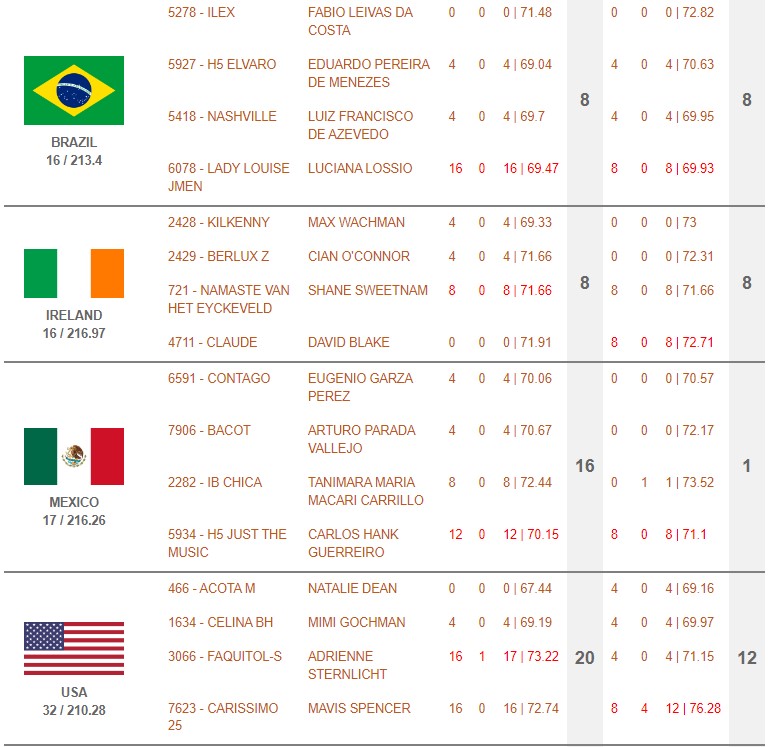 5278 - ILEX FABIO LEIVAS DA 0 0 0 | 71.48 0 0 0 | 72.82
COSTA
5927 - H5 ELVARO EDUARDO PEREIRA 4 0 4 | 69.04 4 0 4 | 70.63
DE MENEZES
8 8
5418 - NASHVILLE LUIZ FRANCISCO 4 0 4 | 69.7 4 0 4 | 69.95
DE AZEVEDO
BRAZIL
16 / 213.4
6078 - LADY LOUISE LUCIANA LOSSIO 16 0 16 | 69.47 8 0 8 | 69.93
JMEN
2428 - KILKENNY MAX WACHMAN 4 0 4 | 69.33 0 0 0 | 73
2429 - BERLUX Z CIAN O'CONNOR 4 0 4 | 71.66 0 0 0 | 72.31
8 8
721 - NAMASTE VAN SHANE SWEETNAM 8 0 8 | 71.66 8 0 8 | 71.66
HET EYCKEVELD
IRELAND
16 / 216.97
4711 - CLAUDE DAVID BLAKE 0 0 0 | 71.91 8 0 8 | 72.71
6591 - CONTAGO EUGENIO GARZA 4 0 4 | 70.06 0 0 0 | 70.57
PEREZ
7906 - BACOT ARTURO PARADA 4 0 4 | 70.67 0 0 0 | 72.17
VALLEJO
16 1
2282 - IB CHICA TANIMARA MARIA 8 0 8 | 72.44 0 1 1 | 73.52
MACARI CARRILLO
MEXICO
17 / 216.26
5934 - H5 JUST THE CARLOS HANK 12 0 12 | 70.15 8 0 8 | 71.1
MUSIC GUERREIRO
466 - ACOTA M NATALIE DEAN 0 0 0 | 67.44 4 0 4 | 69.16
1634 - CELINA BH MIMI GOCHMAN 4 0 4 | 69.19 4 0 4 | 69.97
3066 - FAQUITOL-S ADRIENNE 16 1 17 | 73.22 20 4 0 4 | 71.15 12
STERNLICHT
USA
32 / 210.28
7623 - CARISSIMO MAVIS SPENCER 16 0 16 | 72.74 8 4 12 | 76.28
25